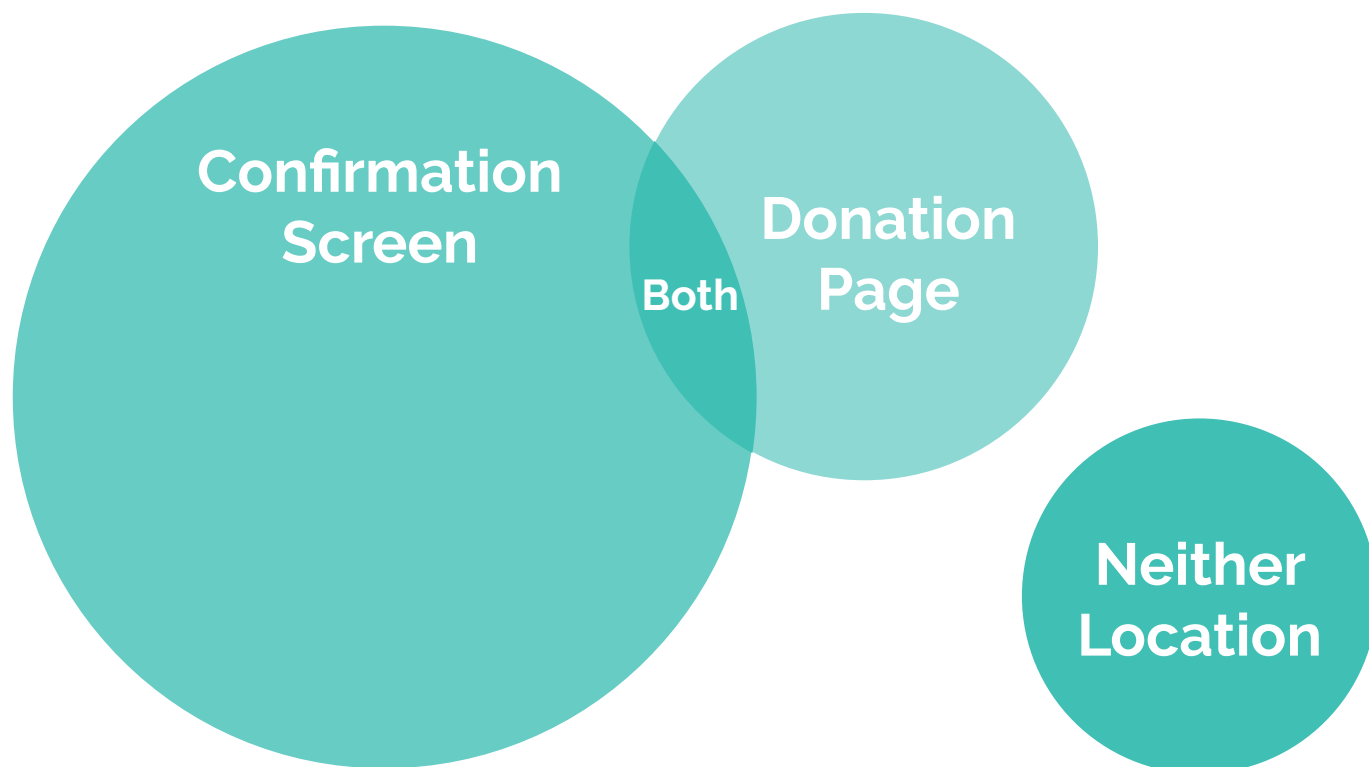 Confirmation
Screen
Both
Donation
Page
Neither
Location